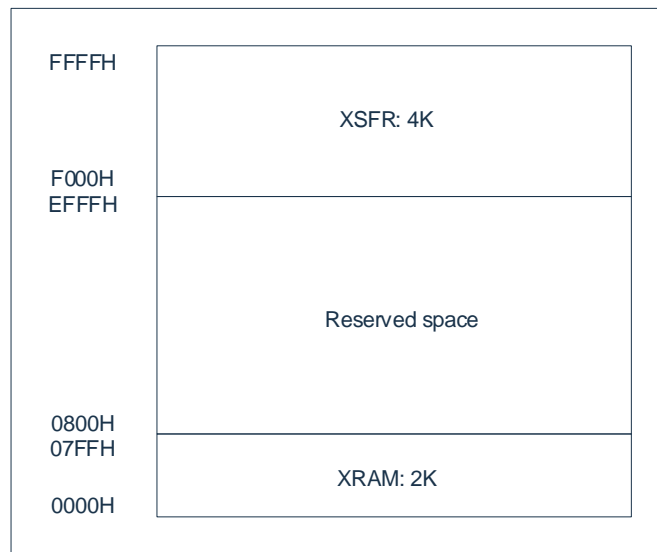 FFFFH
XSFR: 4K
F000H
EFFFH
Reserved space
0800H
07FFH
XRAM: 2K
0000H